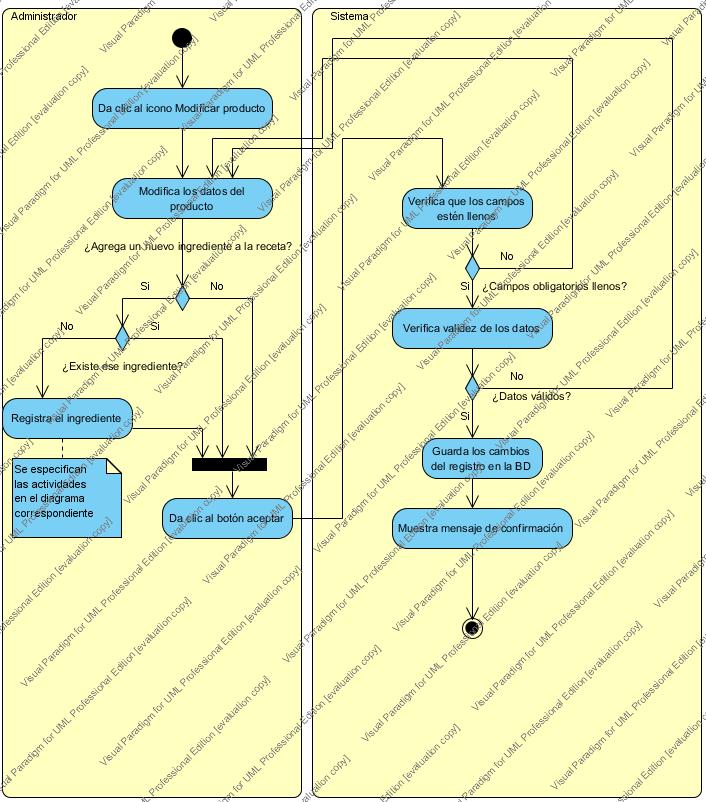 Administrador
Sistema
Da clic al icono Modificar producto
Modifica los datos del
producto
¿Agrega un nuevo ingrediente a la receta?
Si
No
No
Si
¿Existe ese ingrediente?
Registra el ingrediente
Se especifican
las actividades
en el diagrama
correspondiente
Da clic al botón aceptar
Verifica que los campos
estén llenos
No
Si
¿Campos obligatorios llenos?
Verifica validez de los datos
No
¿Datos válidos?
Si
Guarda los cambios
del registro en la BD
Muestra mensaje de confirmación
Visual Paradigm for UML Professional Edition [evaluation copy]